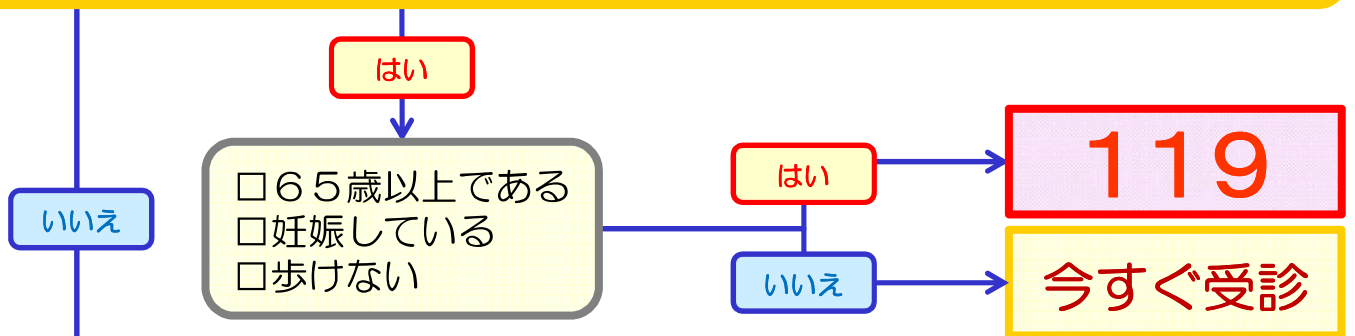 はい
いいえ
□65歳以上である
□妊娠している
□歩けない
はい
119
いいえ
今すぐ受診